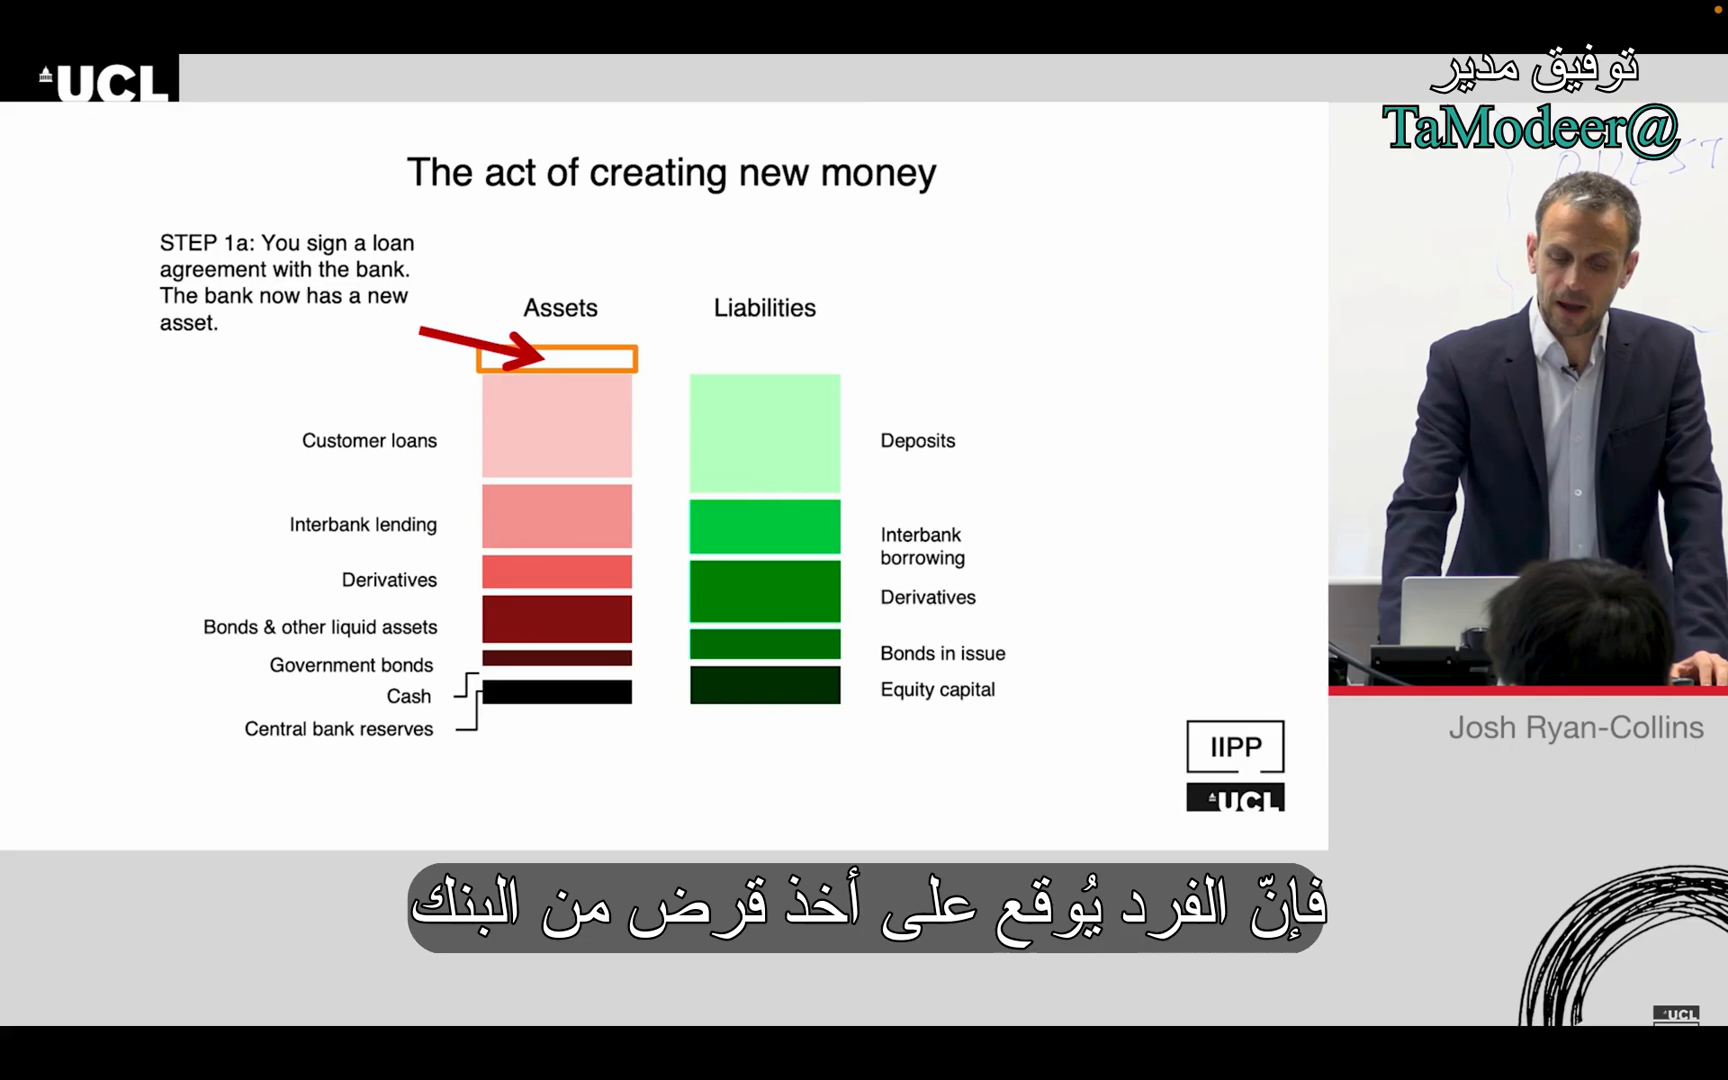 UCL
توفيق مدير
TaModeer@
The act of creating new money
STEP 1a: You sign a loan
agreement with the bank.
The bank now has a new
asset.
Assets
Liabilities
Customer loans
Interbank lending
Derivatives
Bonds & other liquid assets
Government bonds
Cash
Central bank reserves
Deposits
Interbank
borrowing
Derivatives
Bonds in issue
Equity capital
IIPP
UCL
Josh Ryan-Collins
فإنّ الفرد يُوقع على أخذ قرض من البنك
UCL